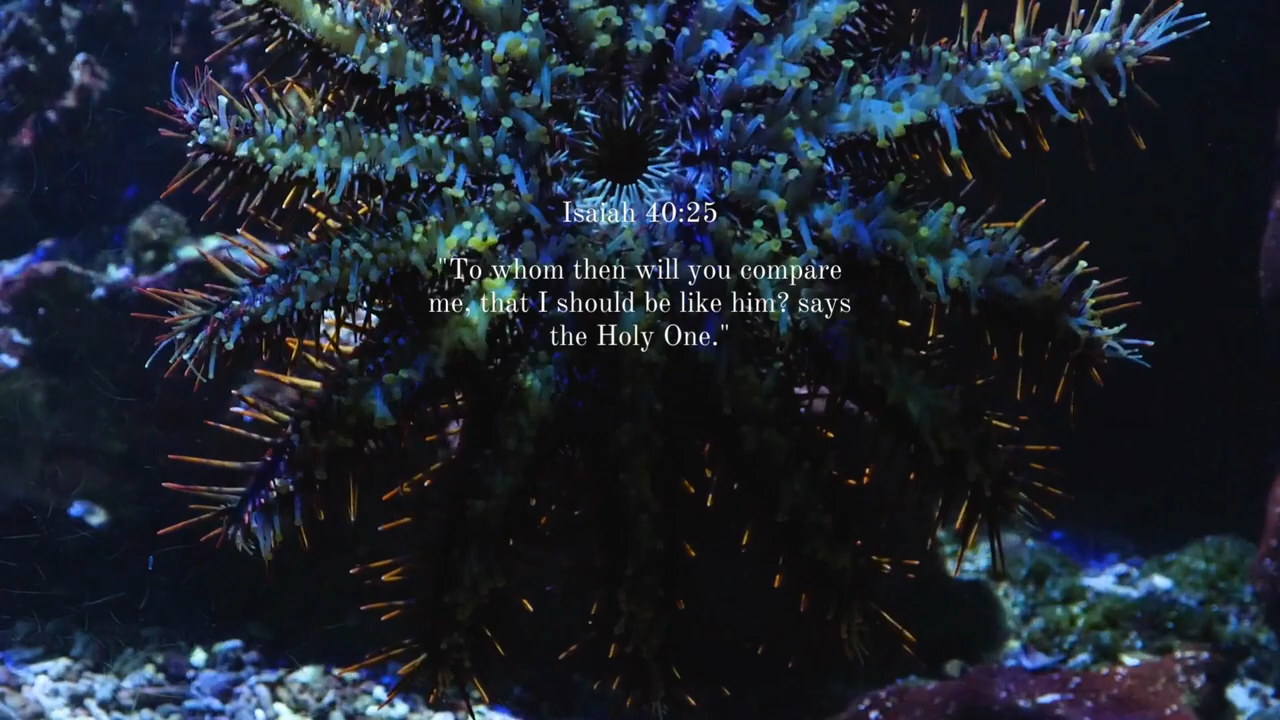 Isaiah 40:25
"To whom then will you compare
me, that I should be like him? says
the Holy One."